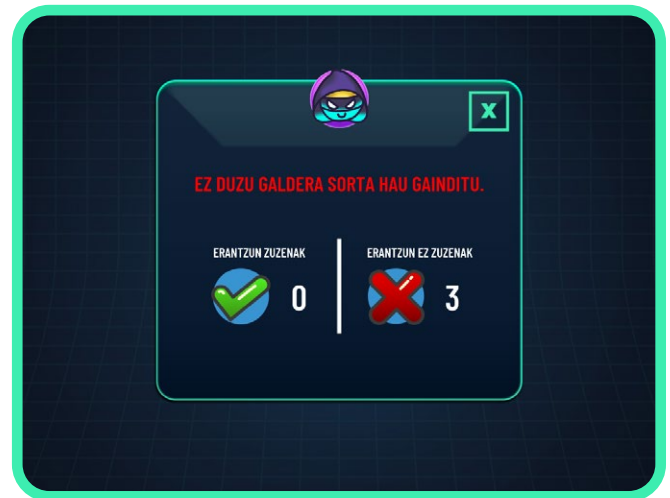 X
EZ DUZU GALDERA SORTA HAU GAINDITU.
ERANTZUN ZUZENAK
0
ERANTZUN EZ ZUZENAK
3